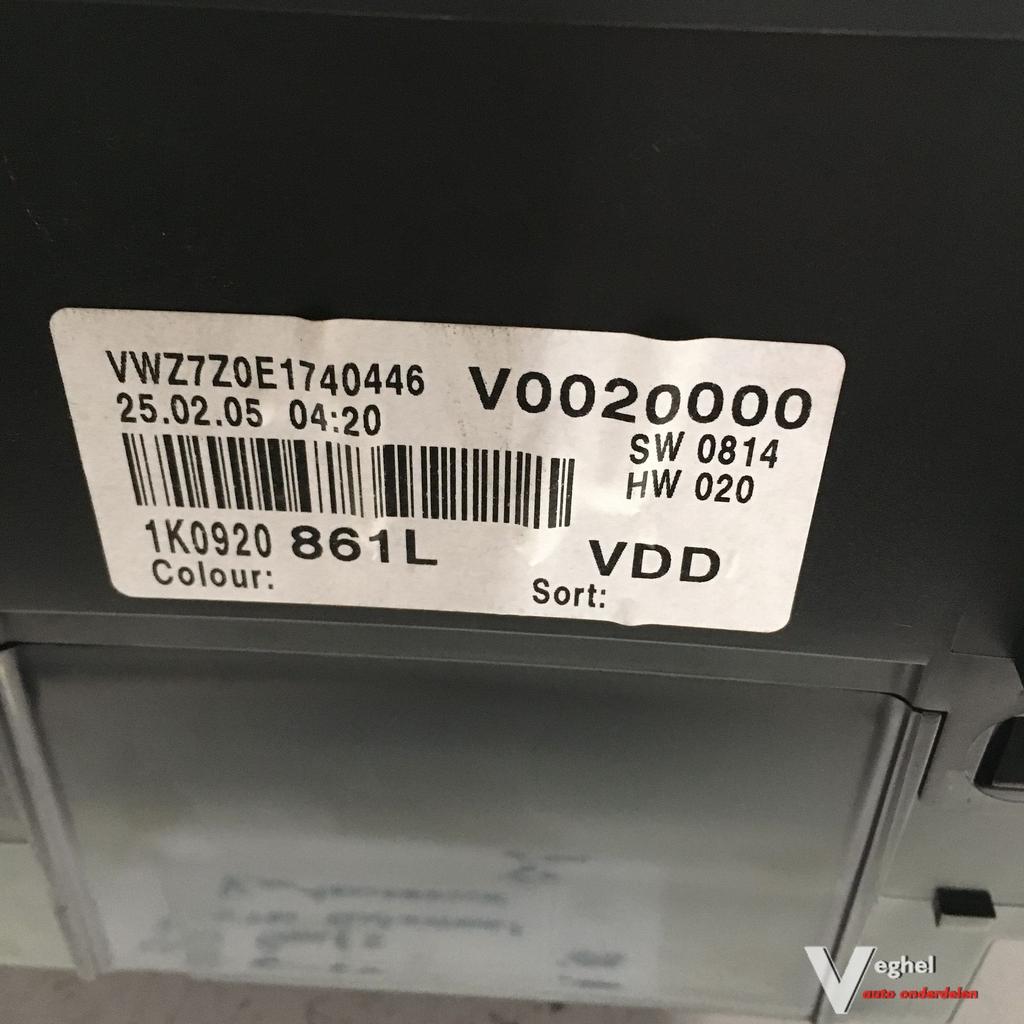 VWZ7Z0E1740446 V0020000
25.02.05 04:20 SW 0814
HW 020
1K0920 861L VDD
Colour: Sort:
Veghel
auto onderdelen